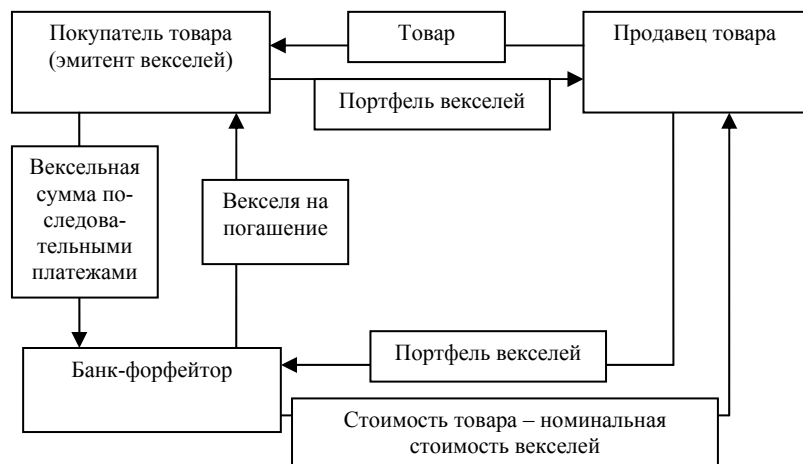 Покупатель товара
(эмитент векселей)
Товар
Продавец товара
Портфель векселей
Вексельная
сумма по-
следова-
тельными
платежами
Векселя на
погашение
Портфель векселей
Банк-форфейтор
Стоимость товара – номинальная
стоимость векселей